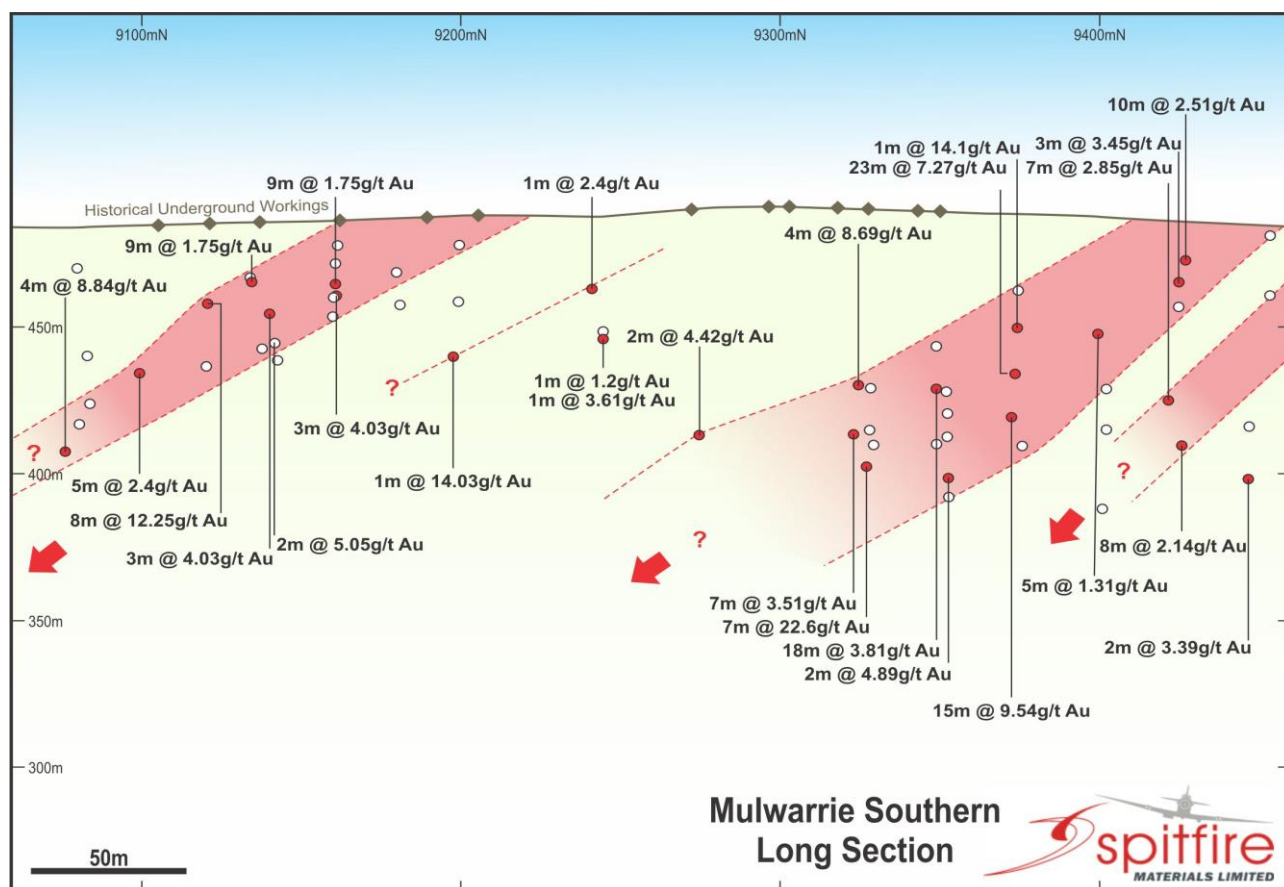 9100mN
9200mN
9300mN
9400mN
10m @ 2.51g/t Au
1m @ 14.1g/t Au
3m @ 3.45g/t Au
23m @ 7.27g/t Au
7m @ 2.85g/t Au
9m @ 1.75g/t Au
1m @ 2.4g/t Au
Historical Underground Workings
9m @ 1.75g/t Au
4m @ 8.69g/t Au
4m @ 8.84g/t Au
450m
2m @ 4.42g/t Au
?
1m @ 1.2g/t Au
1m @ 3.61g/t Au
3m @ 4.03g/t Au
?
400m
?
1m @ 14.03g/t Au
5m @ 2.4g/t Au
8m @ 12.25g/t Au
?
2m @ 5.05g/t Au
8m @ 2.14g/t Au
3m @ 4.03g/t Au
5m @ 1.31g/t Au
7m @ 3.51g/t Au
350m
7m @ 22.6g/t Au
18m @ 3.81g/t Au
2m @ 3.39g/t Au
2m @ 4.89g/t Au
15m @ 9.54g/t Au
300m
Mulwarrie Southern
Long Section
spitfire
MATERIALS LIMITED
50m